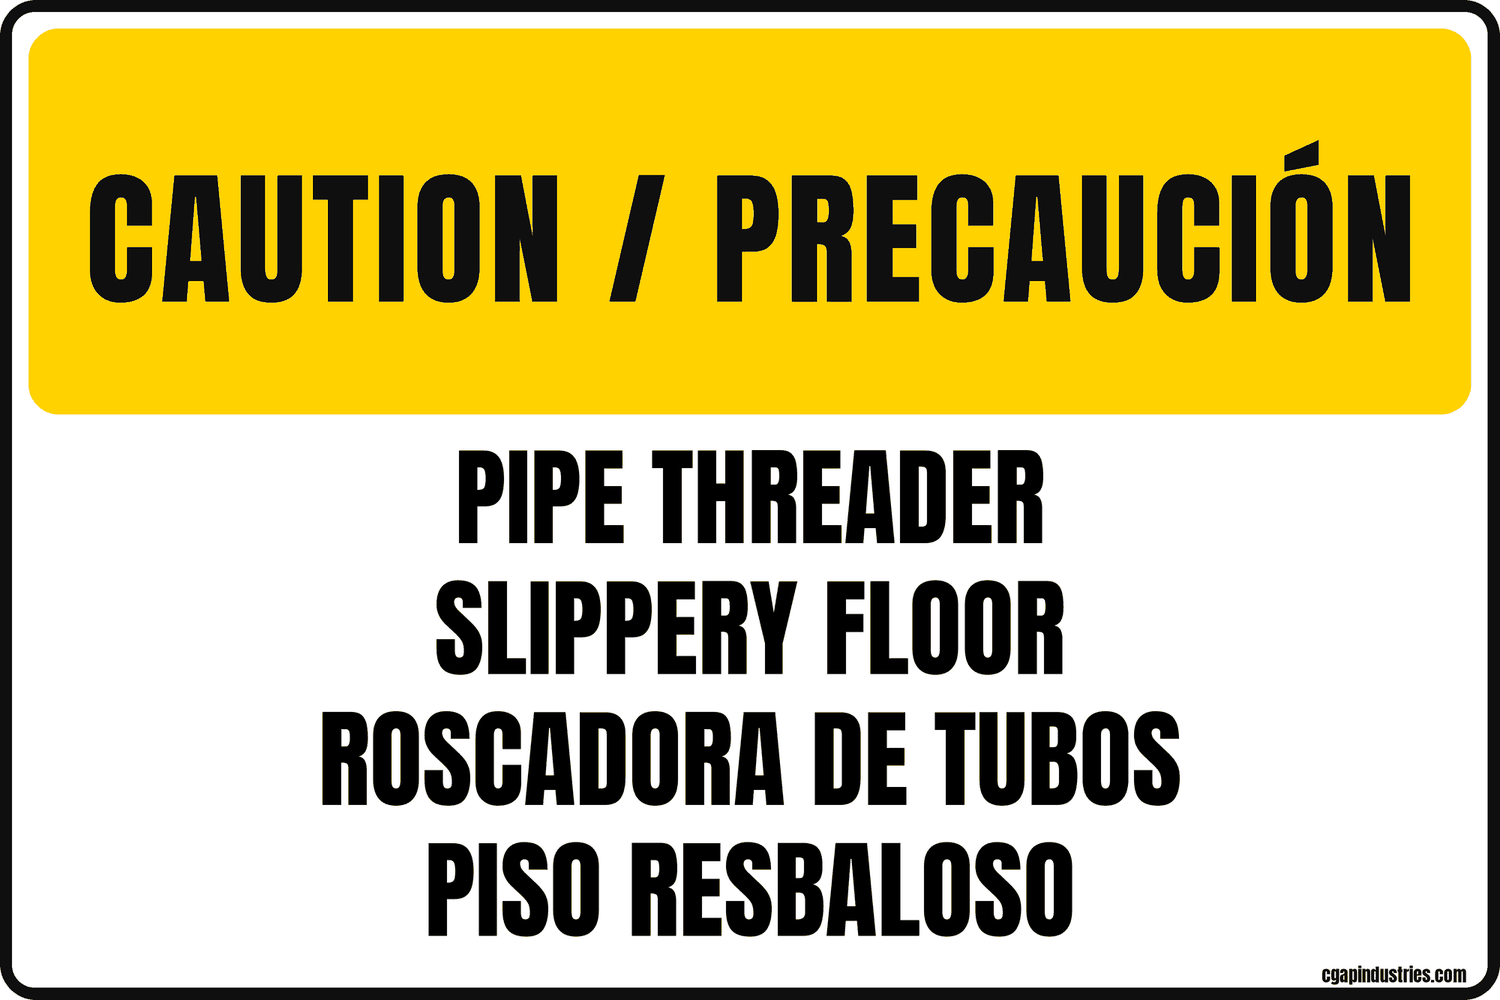 CAUTION / PRECAUCIÓN
PIPE THREADER
SLIPPERY FLOOR
ROSCADORA DE TUBOS
PISO RESBALOSO
cgapindustries.com